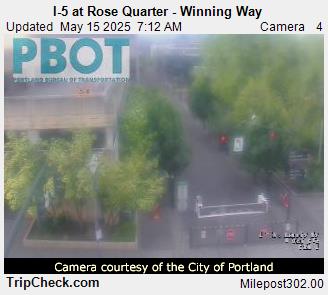 I-5 at Rose Quarter - Winning Way
Updated May 15 2025 7:12 AM Camera 4
PBOT
PORTLAND BUREAU OF TRANSPORTATION
Camera courtesy of the City of Portland
TripCheck.com Milepost302.00